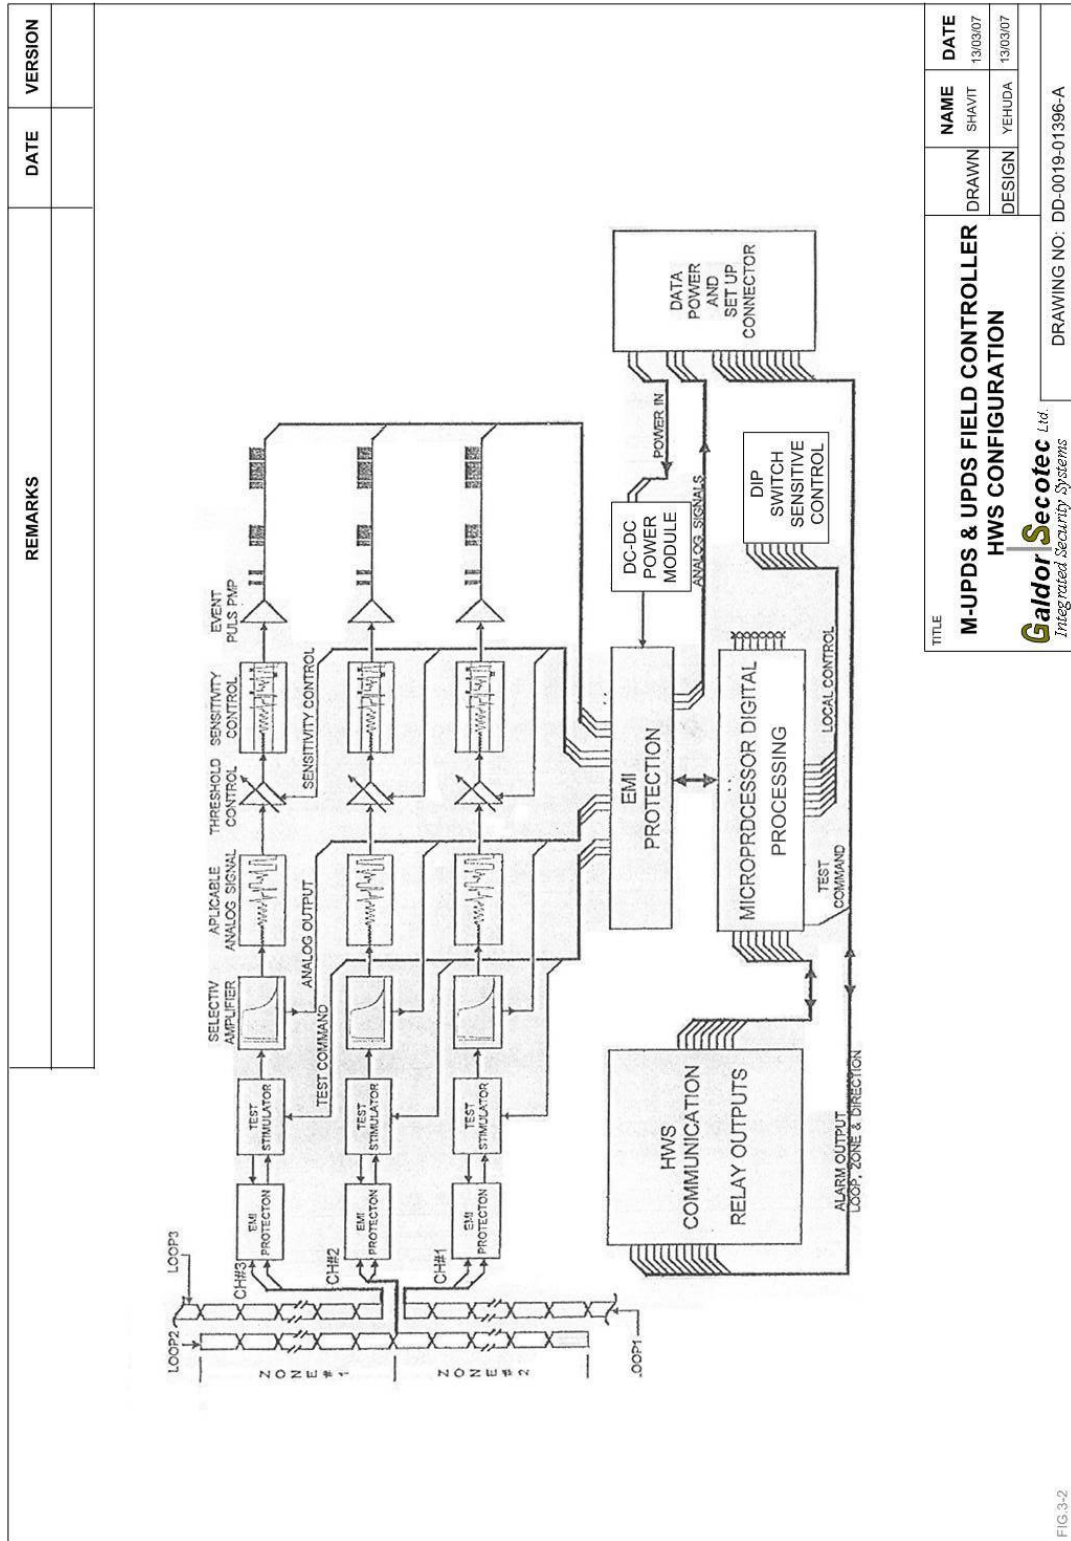 REMARKS
DATE
VERSION
LOOP2
LOOP3
ZONE#1
ZONE#2
LOOP1
CH#3
CH#2
CH#1
EMI
PROTECTON
EMI
PROTECTON
EMI
PROTECTON
TEST
STIMULATOR
TEST
STIMULATOR
TEST
STIMULATOR
TEST COMMAND
SELECTIV
AMPLIFIER
ANALOG OUTPUT
APLICABLE
ANALOG SIGNAL
THRESHOLD
CONTROL
SENSITIVITY
CONTROL
SENSITIVITY CONTROL
EVENT
PULS PMP
EMI
PROTECTION
DC-DC
POWER
MODULE
POWER IN
ANALOG SIGNALS
DATA
POWER
AND
SET UP
CONNECTOR
HWS
COMMUNICATION
RELAY OUTPUTS
MICROPRDCESSOR DIGITAL
PROCESSING
DIP
SWITCH
SENSITIVE
CONTROL
LOCAL CONTROL
TEST
COMMAND
ALARM OUTPUT
LOOP, ZONE & DIRECTION
TITLE
M-UPDS & UPDS FIELD CONTROLLER
HWS CONFIGURATION
NAME DATE
DRAWN SHAVIT 13/03/07
DESIGN YEHUDA 13/03/07
Galdor Secotec Ltd.
Integrated Security Systems
DRAWING NO: DD-0019-01396-A
FIG.3-2